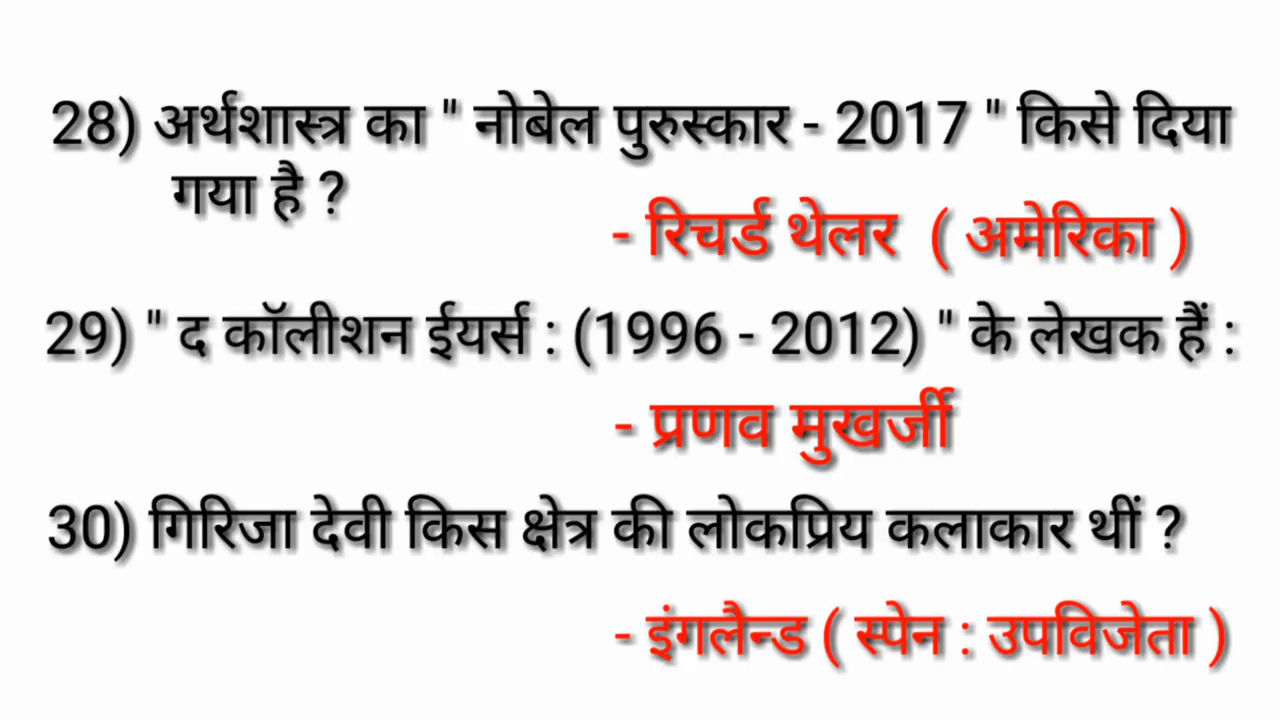 28) अर्थशास्त्र का " नोबेल पुरुस्कार - 2017 " किसे दिया
गया है ?
- रिचर्ड थेलर ( अमेरिका )
29) " द कॉलीशन ईयर्स : (1996 - 2012) " के लेखक हैं :
- प्रणव मुखर्जी
30) गिरिजा देवी किस क्षेत्र की लोकप्रिय कलाकार थीं ?
- इंगलैन्ड ( स्पेन : उपविजेता )